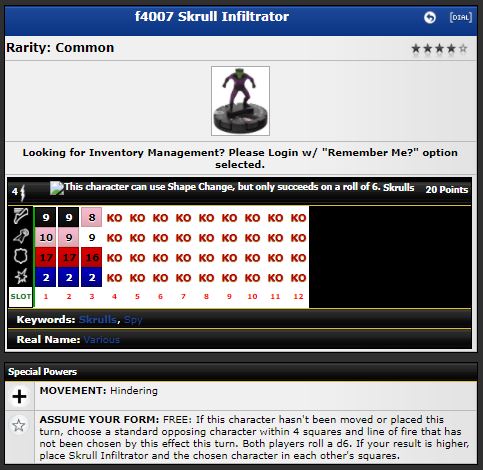 f4007 Skrull Infiltrator
[DIAL]
Rarity: Common
Looking for Inventory Management? Please Login w/ "Remember Me?" option
selected.
4 This character can use Shape Change, but only succeeds on a roll of 6. Skrulls 20 Points
9 9 8 KO KO KO KO KO KO KO KO KO
10 9 9 KO KO KO KO KO KO KO KO KO
17 17 16 KO KO KO KO KO KO KO KO KO
2 2 2 KO KO KO KO KO KO KO KO KO
SLOT 1 2 3 4 5 6 7 8 9 10 11 12
Keywords: Skrulls, Spy
Real Name: Various
Special Powers
MOVEMENT: Hindering
ASSUME YOUR FORM: FREE: If this character hasn't been moved or placed this
turn, choose a standard opposing character within 4 squares and line of fire that has
not been chosen by this effect this turn. Both players roll a d6. If your result is higher,
place Skrull Infiltrator and the chosen character in each other's squares.